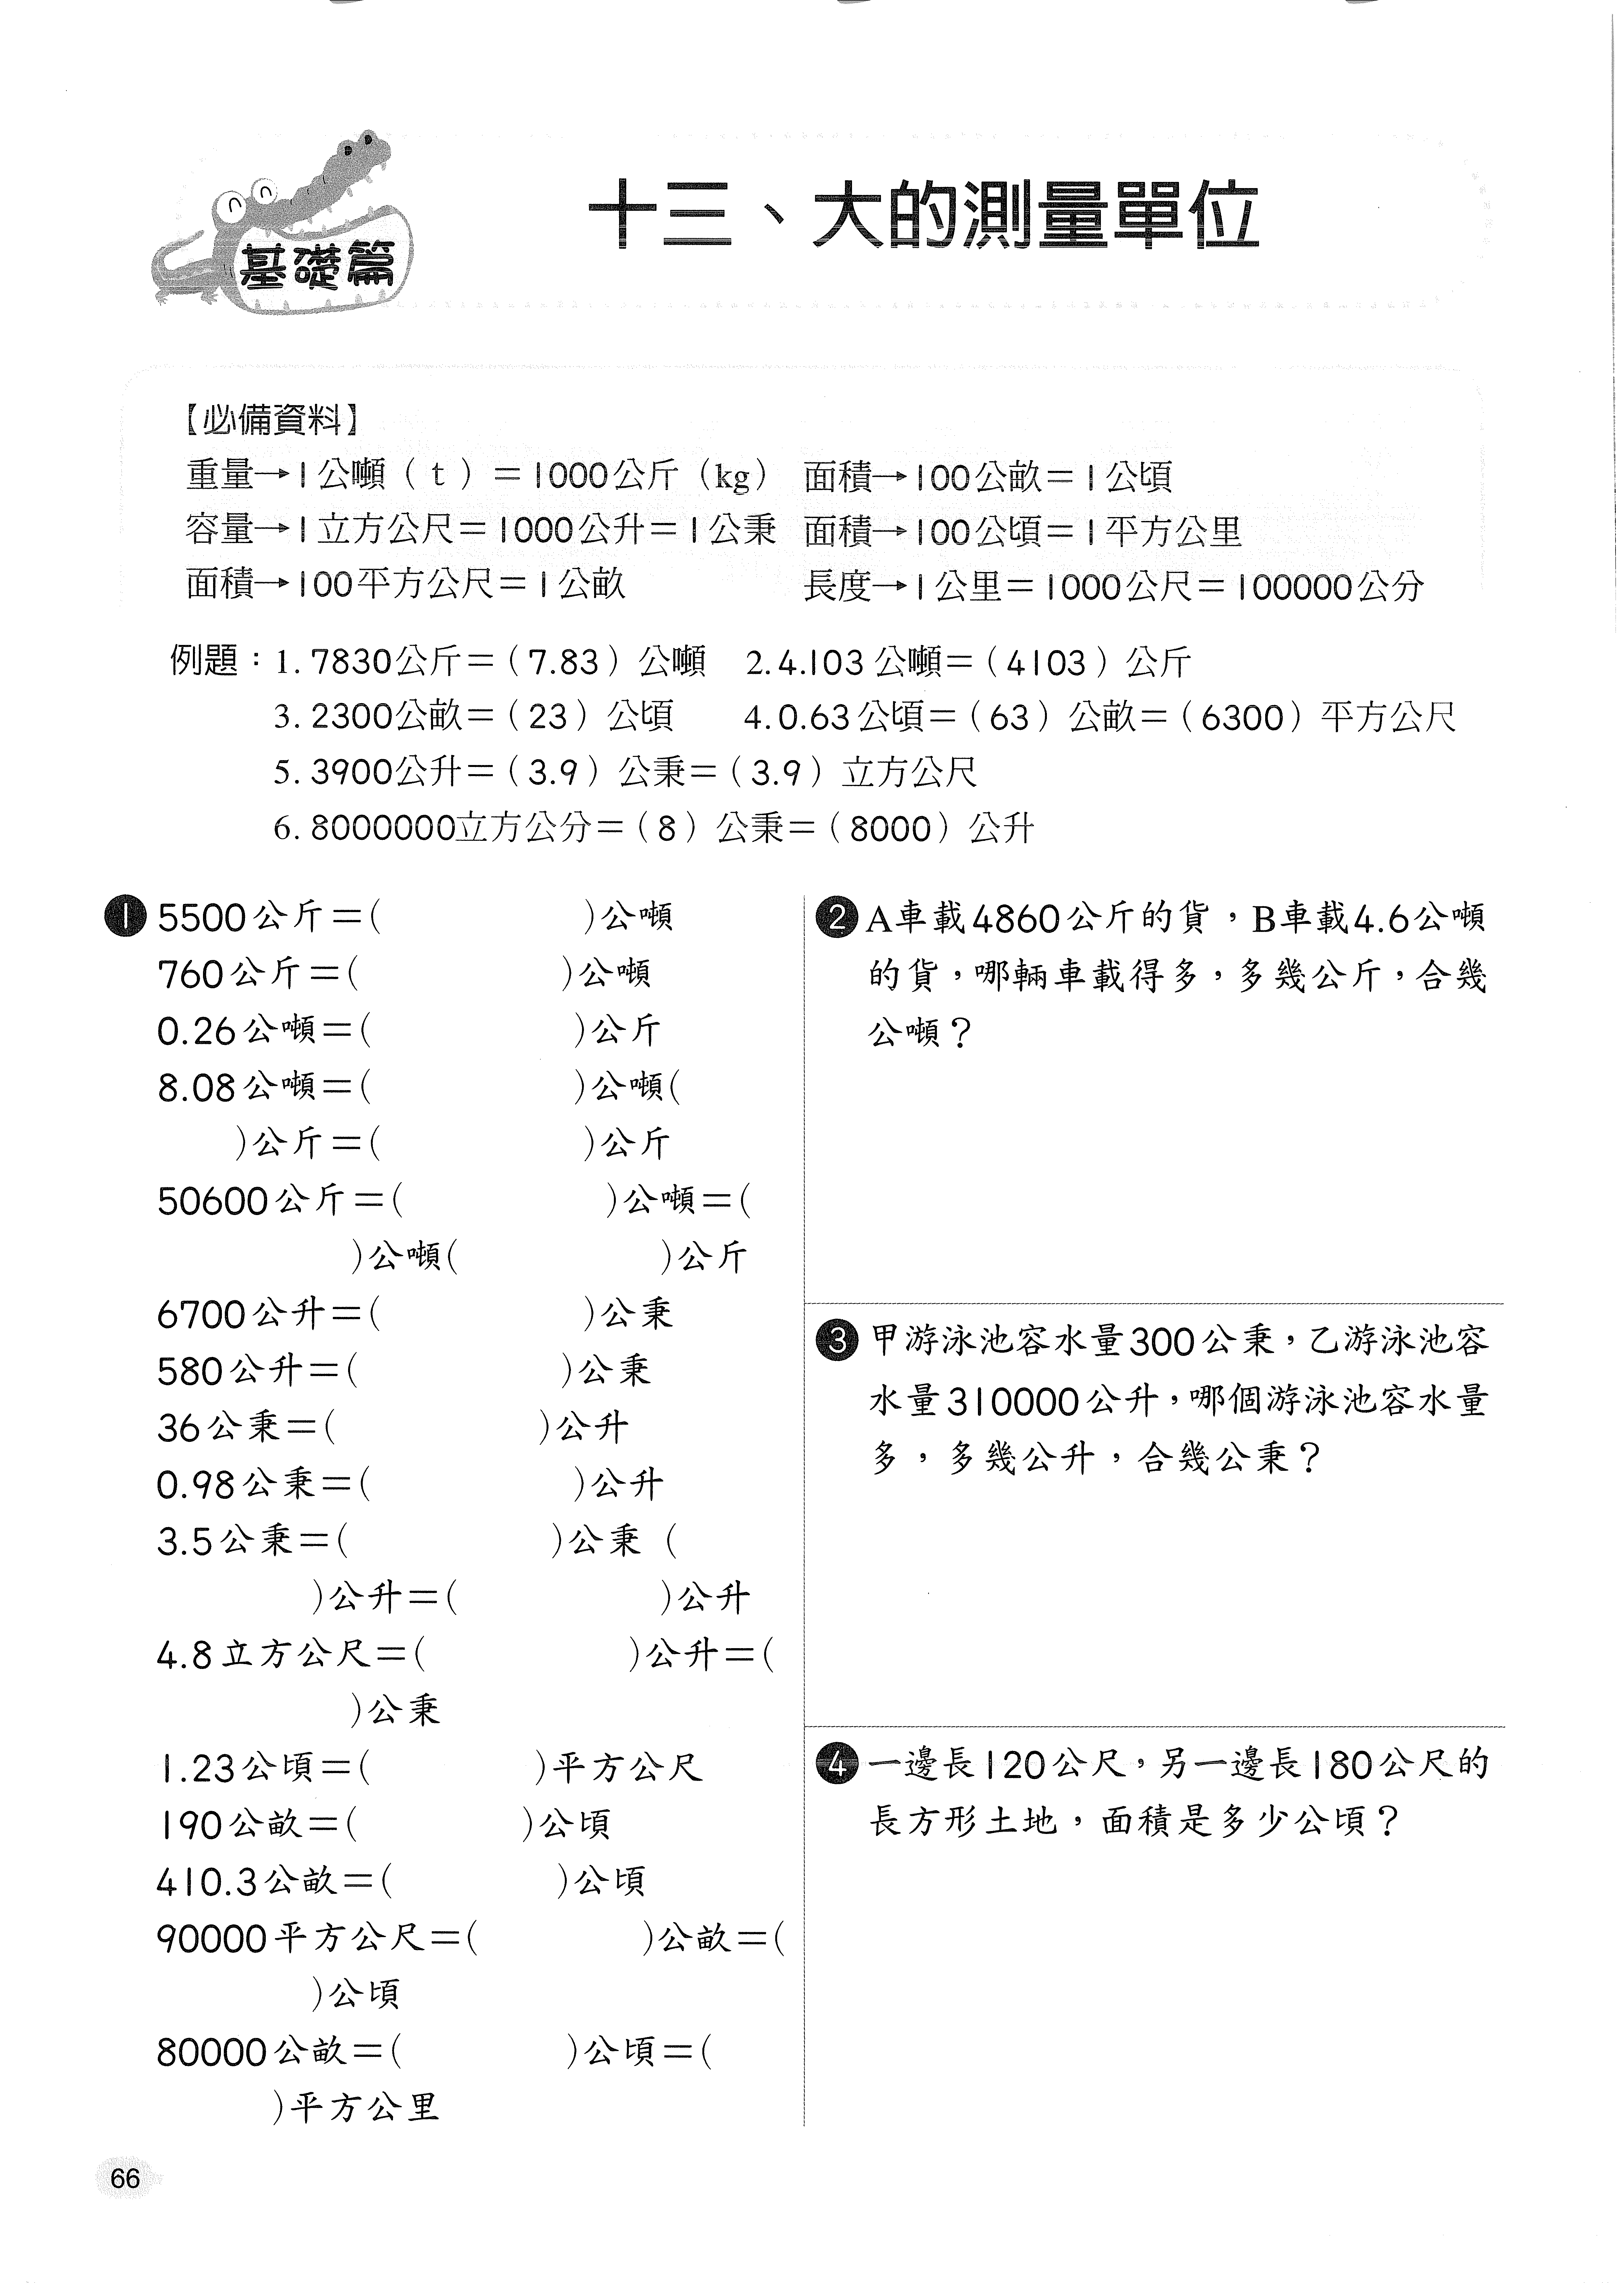 十三、大的測量單位
基礎篇
【必備資料】
重量→1公噸（t）＝1000公斤（kg）
容量→1立方公尺＝1000公升＝1公秉
面積→100平方公尺＝1公畝
面積→100公畝＝1公頃
面積→100公頃＝1平方公里
長度→1公里＝1000公尺＝100000公分
例題：1. 7830公斤＝（7.83）公噸　2. 4.103公噸＝（4103）公斤
3. 2300公畝＝（23）公頃　4. 0.63公頃＝（63）公畝＝（6300）平方公尺
5. 3900公升＝（3.9）公秉＝（3.9）立方公尺
6. 8000000立方公分＝（8）公秉＝（8000）公升
1 5500公斤＝(　　　)公噸
760公斤＝(　　　)公噸
0.26公噸＝(　　　)公斤
8.08公噸＝(　　　)公噸(
)公斤＝(　　　)公斤
50600公斤＝(　　　)公噸＝(
)公噸(　　　)公斤
6700公升＝(　　　)公秉
580公升＝(　　　)公秉
36公秉＝(　　　)公升
0.98公秉＝(　　　)公升
3.5公秉＝(　　　)公秉（
)公升＝(　　　)公升
4.8立方公尺＝(　　　)公升＝(
)公秉
1.23公頃＝(　　　)平方公尺
190公畝＝(　　　)公頃
410.3公畝＝(　　　)公頃
90000平方公尺＝(　　　)公畝＝(
)公頃
80000公畝＝(　　　)公頃＝(
)平方公里
2 A車載4860公斤的貨，B車載4.6公噸
的貨，哪輛車載得多，多幾公斤，合幾
公噸？
3 甲游泳池容水量300公秉，乙游泳池容
水量310000公升，哪個游泳池容水量
多，多幾公升，合幾公秉？
4 一邊長120公尺，另一邊長180公尺的
長方形土地，面積是多少公頃？
66